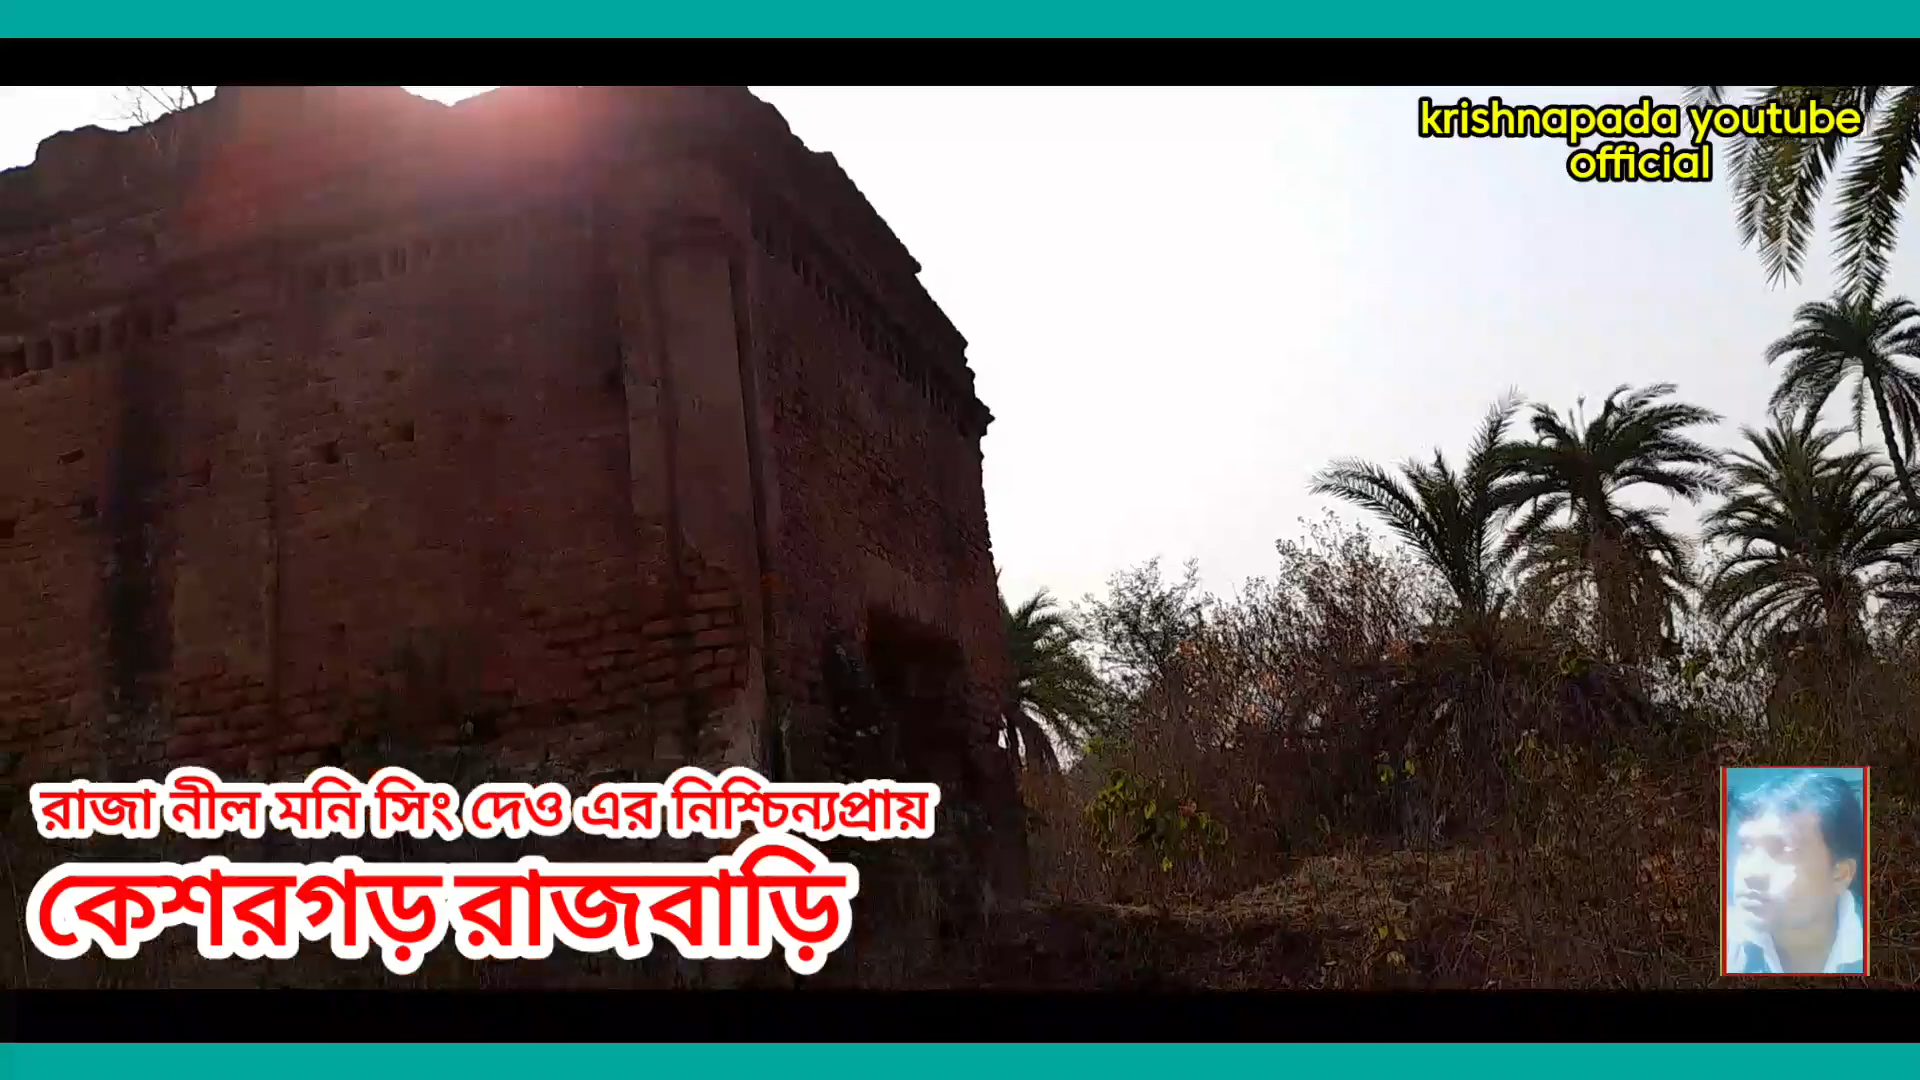 krishnapada youtube
official
রাজা নীল মনি সিং দেও এর নিশ্চিন্যপ্রায়
কেশরগড় রাজবাড়ি